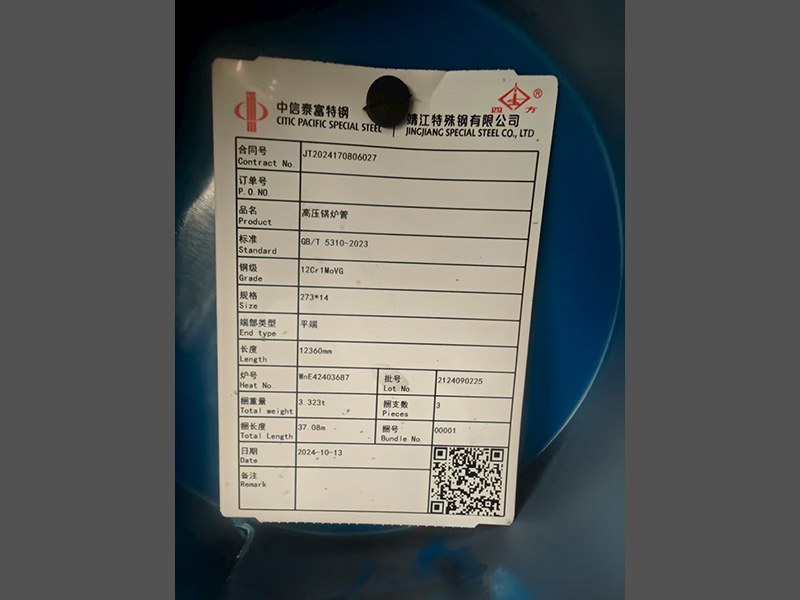 中信泰富特钢
CITIC PACIFIC SPECIAL STEEL
四方®
靖江特殊钢有限公司
JINGJIANG SPECIAL STEEL CO., LTD
合同号 JT2024170806027
Contract No.
订单号
P.O.NO.
品名 高压锅炉管
Product
标准 GB/T 5310-2023
Standard
钢级 12Cr1MoVG
Grade
规格 273*14
Size
端部类型 平端
End type
长度 12360mm
Length
炉号 WnE42403687 批号 2124090225
Heat No. Lot No.
捆重量 3.323t 捆支数 3
Total weight Pieces
捆长度 37.08m 捆号 00001
Total Length Bundle No.
日期 2024-10-13
Date
备注
Remark